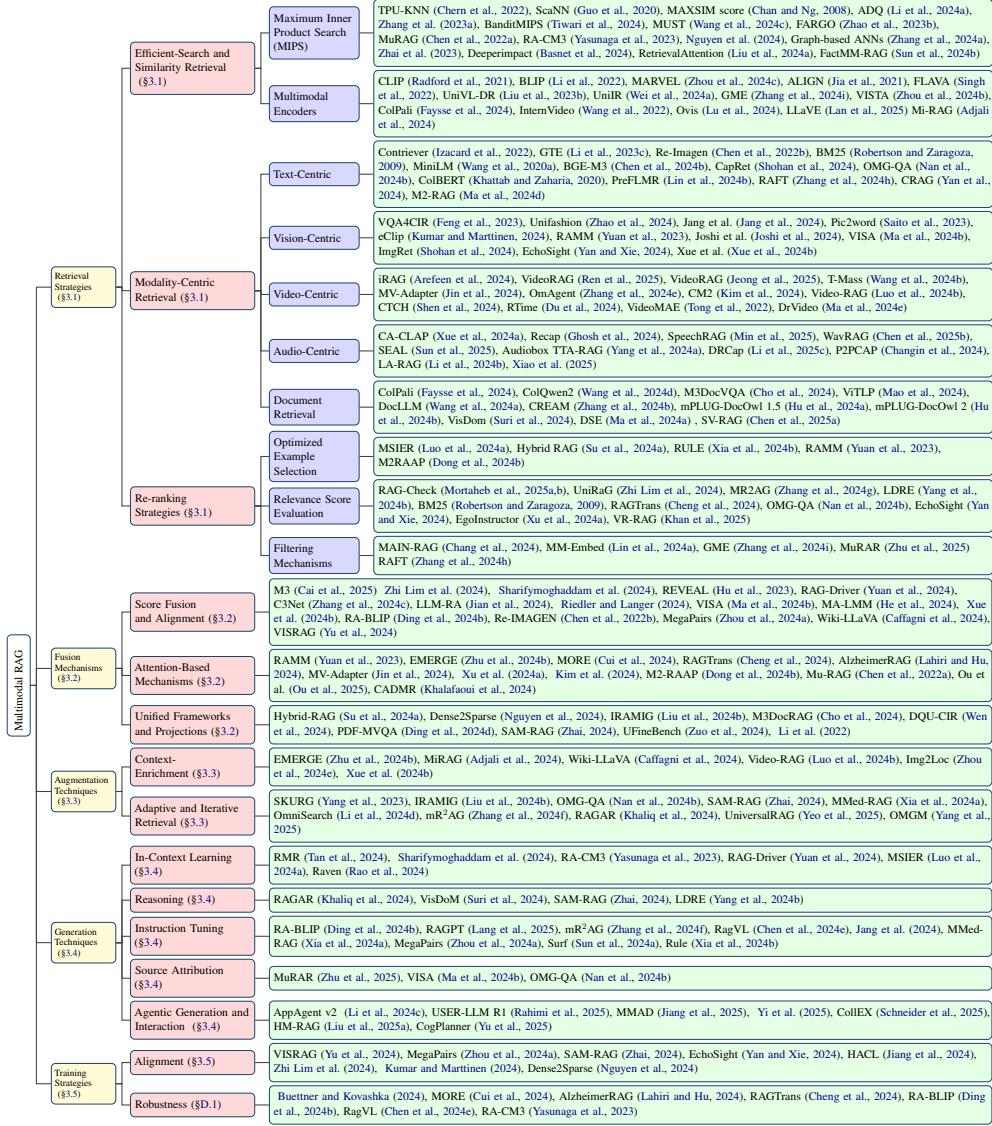 Multimodal RAG
Retrieval
Strategies
(§3.1)
Efficient-Search and
Similarity Retrieval
(§3.1)
Maximum Inner
Product Search
(MIPS)
TPU-KNN (Chern et al., 2022), ScaNN (Guo et al., 2020), MAXSIM score (Chan and Ng, 2008), ADQ (Li et al., 2024a),
Zhang et al. (2023a), BanditMIPS (Tiwari et al., 2024), MUST (Wang et al., 2024c), FARGO (Zhao et al., 2023b),
MuRAG (Chen et al., 2022a), RA-CM3 (Yasunaga et al., 2023), Nguyen et al. (2024), Graph-based ANNs (Zhang et al., 2024a),
Zhai et al. (2023), Deeperimpact (Basnet et al., 2024), RetrievalAttention (Liu et al., 2024a), FactMM-RAG (Sun et al., 2024b)
Multimodal
Encoders
CLIP (Radford et al., 2021), BLIP (Li et al., 2022), MARVEL (Zhou et al., 2024c), ALIGN (Jia et al., 2021), FLAVA (Singh
et al., 2022), UniVL-DR (Liu et al., 2023b), UniIR (Wei et al., 2024a), GME (Zhang et al., 2024i), VISTA (Zhou et al., 2024b),
ColPali (Faysse et al., 2024), InternVideo (Wang et al., 2022), Ovis (Lu et al., 2024), LLaVE (Lan et al., 2025) Mi-RAG (Adjali
et al., 2024)
Modality-Centric
Retrieval (§3.1)
Text-Centric
Contriever (Izacard et al., 2022), GTE (Li et al., 2023c), Re-Imagen (Chen et al., 2022b), BM25 (Robertson and Zaragoza,
2009), MiniLM (Wang et al., 2020a), BGE-M3 (Chen et al., 2024b), CapRet (Shohan et al., 2024), OMG-QA (Nan et al.,
2024b), ColBERT (Khattab and Zaharia, 2020), PreFLMR (Lin et al., 2024b), RAFT (Zhang et al., 2024h), CRAG (Yan et al.,
2024), M2-RAG (Ma et al., 2024d)
Vision-Centric
VQA4CIR (Feng et al., 2023), Unifashion (Zhao et al., 2024), Jang et al. (Jang et al., 2024), Pic2word (Saito et al., 2023),
eClip (Kumar and Marttinen, 2024), RAMM (Yuan et al., 2023), Joshi et al. (Joshi et al., 2024), VISA (Ma et al., 2024b),
ImgRet (Shohan et al., 2024), EchoSight (Yan and Xie, 2024), Xue et al. (Xue et al., 2024b)
Video-Centric
iRAG (Arefeen et al., 2024), VideoRAG (Ren et al., 2025), VideoRAG (Jeong et al., 2025), T-Mass (Wang et al., 2024b),
MV-Adapter (Jin et al., 2024), OmAgent (Zhang et al., 2024e), CM2 (Kim et al., 2024), Video-RAG (Luo et al., 2024b),
CTCH (Shen et al., 2024), RTime (Du et al., 2024), VideoMAE (Tong et al., 2022), DrVideo (Ma et al., 2024e)
Audio-Centric
CA-CLAP (Xue et al., 2024a), Recap (Ghosh et al., 2024), SpeechRAG (Min et al., 2025), WavRAG (Chen et al., 2025b),
SEAL (Sun et al., 2025), Audiobox TTA-RAG (Yang et al., 2024a), DRCap (Li et al., 2025c), P2PCAP (Changin et al., 2024),
LA-RAG (Li et al., 2024b), Xiao et al. (2025)
Document
Retrieval
ColPali (Faysse et al., 2024), ColQwen2 (Wang et al., 2024d), M3DocVQA (Cho et al., 2024), ViTLP (Mao et al., 2024),
DocLLM (Wang et al., 2024a), CREAM (Zhang et al., 2024b), mPLUG-DocOwl 1.5 (Hu et al., 2024a), mPLUG-DocOwl 2 (Hu
et al., 2024b), VisDom (Suri et al., 2024), DSE (Ma et al., 2024a) , SV-RAG (Chen et al., 2025a)
Re-ranking
Strategies (§3.1)
Optimized
Example
Selection
MSIER (Luo et al., 2024a), Hybrid RAG (Su et al., 2024a), RULE (Xia et al., 2024b), RAMM (Yuan et al., 2023),
M2RAAP (Dong et al., 2024b)
Relevance Score
Evaluation
RAG-Check (Mortaheb et al., 2025a,b), UniRaG (Zhi Lim et al., 2024), MR2AG (Zhang et al., 2024g), LDRE (Yang et al.,
2024b), BM25 (Robertson and Zaragoza, 2009), RAGTrans (Cheng et al., 2024), OMG-QA (Nan et al., 2024b), EchoSight (Yan
and Xie, 2024), EgoInstructor (Xu et al., 2024a), VR-RAG (Khan et al., 2025)
Filtering
Mechanisms
MAIN-RAG (Chang et al., 2024), MM-Embed (Lin et al., 2024a), GME (Zhang et al., 2024i), MuRAR (Zhu et al., 2025)
RAFT (Zhang et al., 2024h)
Fusion
Mechanisms
(§3.2)
Score Fusion
and Alignment (§3.2)
M3 (Cai et al., 2025) Zhi Lim et al. (2024), Sharifymoghaddam et al. (2024), REVEAL (Hu et al., 2023), RAG-Driver (Yuan et al., 2024),
C3Net (Zhang et al., 2024c), LLM-RA (Jian et al., 2024), Riedler and Langer (2024), VISA (Ma et al., 2024b), MA-LMM (He et al., 2024), Xue
et al. (2024b), RA-BLIP (Ding et al., 2024b), Re-IMAGEN (Chen et al., 2022b), MegaPairs (Zhou et al., 2024a), Wiki-LLaVA (Caffagni et al., 2024),
VISRAG (Yu et al., 2024)
Attention-Based
Mechanisms (§3.2)
RAMM (Yuan et al., 2023), EMERGE (Zhu et al., 2024b), MORE (Cui et al., 2024), RAGTrans (Cheng et al., 2024), AlzheimerRAG (Lahiri and Hu,
2024), MV-Adapter (Jin et al., 2024), Xu et al. (2024a), Kim et al. (2024), M2-RAAP (Dong et al., 2024b), Mu-RAG (Chen et al., 2022a), Ou et
al. (Ou et al., 2025), CADMR (Khalafaoui et al., 2024)
Unified Frameworks
and Projections (§3.2)
Hybrid-RAG (Su et al., 2024a), Dense2Sparse (Nguyen et al., 2024), IRAMIG (Liu et al., 2024b), M3DocRAG (Cho et al., 2024), DQU-CIR (Wen
et al., 2024), PDF-MVQA (Ding et al., 2024d), SAM-RAG (Zhai, 2024), UFineBench (Zuo et al., 2024), Li et al. (2022)
Augmentation
Techniques
(§3.3)
Context-
Enrichment (§3.3)
EMERGE (Zhu et al., 2024b), MiRAG (Adjali et al., 2024), Wiki-LLaVA (Caffagni et al., 2024), Video-RAG (Luo et al., 2024b), Img2Loc (Zhou
et al., 2024e), Xue et al. (2024b)
Adaptive and Iterative
Retrieval (§3.3)
SKURG (Yang et al., 2023), IRAMIG (Liu et al., 2024b), OMG-QA (Nan et al., 2024b), SAM-RAG (Zhai, 2024), MMed-RAG (Xia et al., 2024a),
OmniSearch (Li et al., 2024d), mR²AG (Zhang et al., 2024f), RAGAR (Khaliq et al., 2024), UniversalRAG (Yeo et al., 2025), OMGM (Yang et al.,
2025)
Generation
Techniques
(§3.4)
In-Context Learning
(§3.4)
RMR (Tan et al., 2024), Sharifymoghaddam et al. (2024), RA-CM3 (Yasunaga et al., 2023), RAG-Driver (Yuan et al., 2024), MSIER (Luo et al.,
2024a), Raven (Rao et al., 2024)
Reasoning (§3.4)
RAGAR (Khaliq et al., 2024), VisDoM (Suri et al., 2024), SAM-RAG (Zhai, 2024), LDRE (Yang et al., 2024b)
Instruction Tuning
(§3.4)
RA-BLIP (Ding et al., 2024b), RAGPT (Lang et al., 2025), mR²AG (Zhang et al., 2024f), RagVL (Chen et al., 2024e), Jang et al. (2024), MMed-
RAG (Xia et al., 2024a), MegaPairs (Zhou et al., 2024a), Surf (Sun et al., 2024a), Rule (Xia et al., 2024b)
Source Attribution
(§3.4)
MuRAR (Zhu et al., 2025), VISA (Ma et al., 2024b), OMG-QA (Nan et al., 2024b)
Agentic Generation and
Interaction (§3.4)
AppAgent v2 (Li et al., 2024c), USER-LLM R1 (Rahimi et al., 2025), MMAD (Jiang et al., 2025), Yi et al. (2025), CollEX (Schneider et al., 2025),
HM-RAG (Liu et al., 2025a), CogPlanner (Yu et al., 2025)
Training
Strategies
(§3.5)
Alignment (§3.5)
VISRAG (Yu et al., 2024), MegaPairs (Zhou et al., 2024a), SAM-RAG (Zhai, 2024), EchoSight (Yan and Xie, 2024), HACL (Jiang et al., 2024),
Zhi Lim et al. (2024), Kumar and Marttinen (2024), Dense2Sparse (Nguyen et al., 2024)
Robustness (§D.1)
Buettner and Kovashka (2024), MORE (Cui et al., 2024), AlzheimerRAG (Lahiri and Hu, 2024), RAGTrans (Cheng et al., 2024), RA-BLIP (Ding
et al., 2024b), RagVL (Chen et al., 2024e), RA-CM3 (Yasunaga et al., 2023)